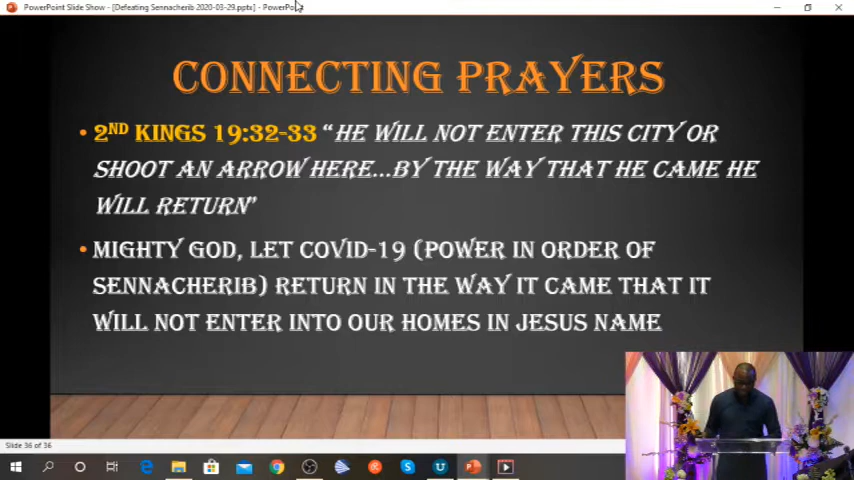 PowerPoint Slide Show - [Defeating Sennacherib 2020-03-29.pptx] - PowerPoint
CONNECTING PRAYERS
• 2ND KINGS 19:32-33 “HE WILL NOT ENTER THIS CITY OR
SHOOT AN ARROW HERE...BY THE WAY THAT HE CAME HE
WILL RETURN”
• MIGHTY GOD, LET COVID-19 (POWER IN ORDER OF
SENNACHERIB) RETURN IN THE WAY IT CAME THAT IT
WILL NOT ENTER INTO OUR HOMES IN JESUS NAME
Slide 36 of 36